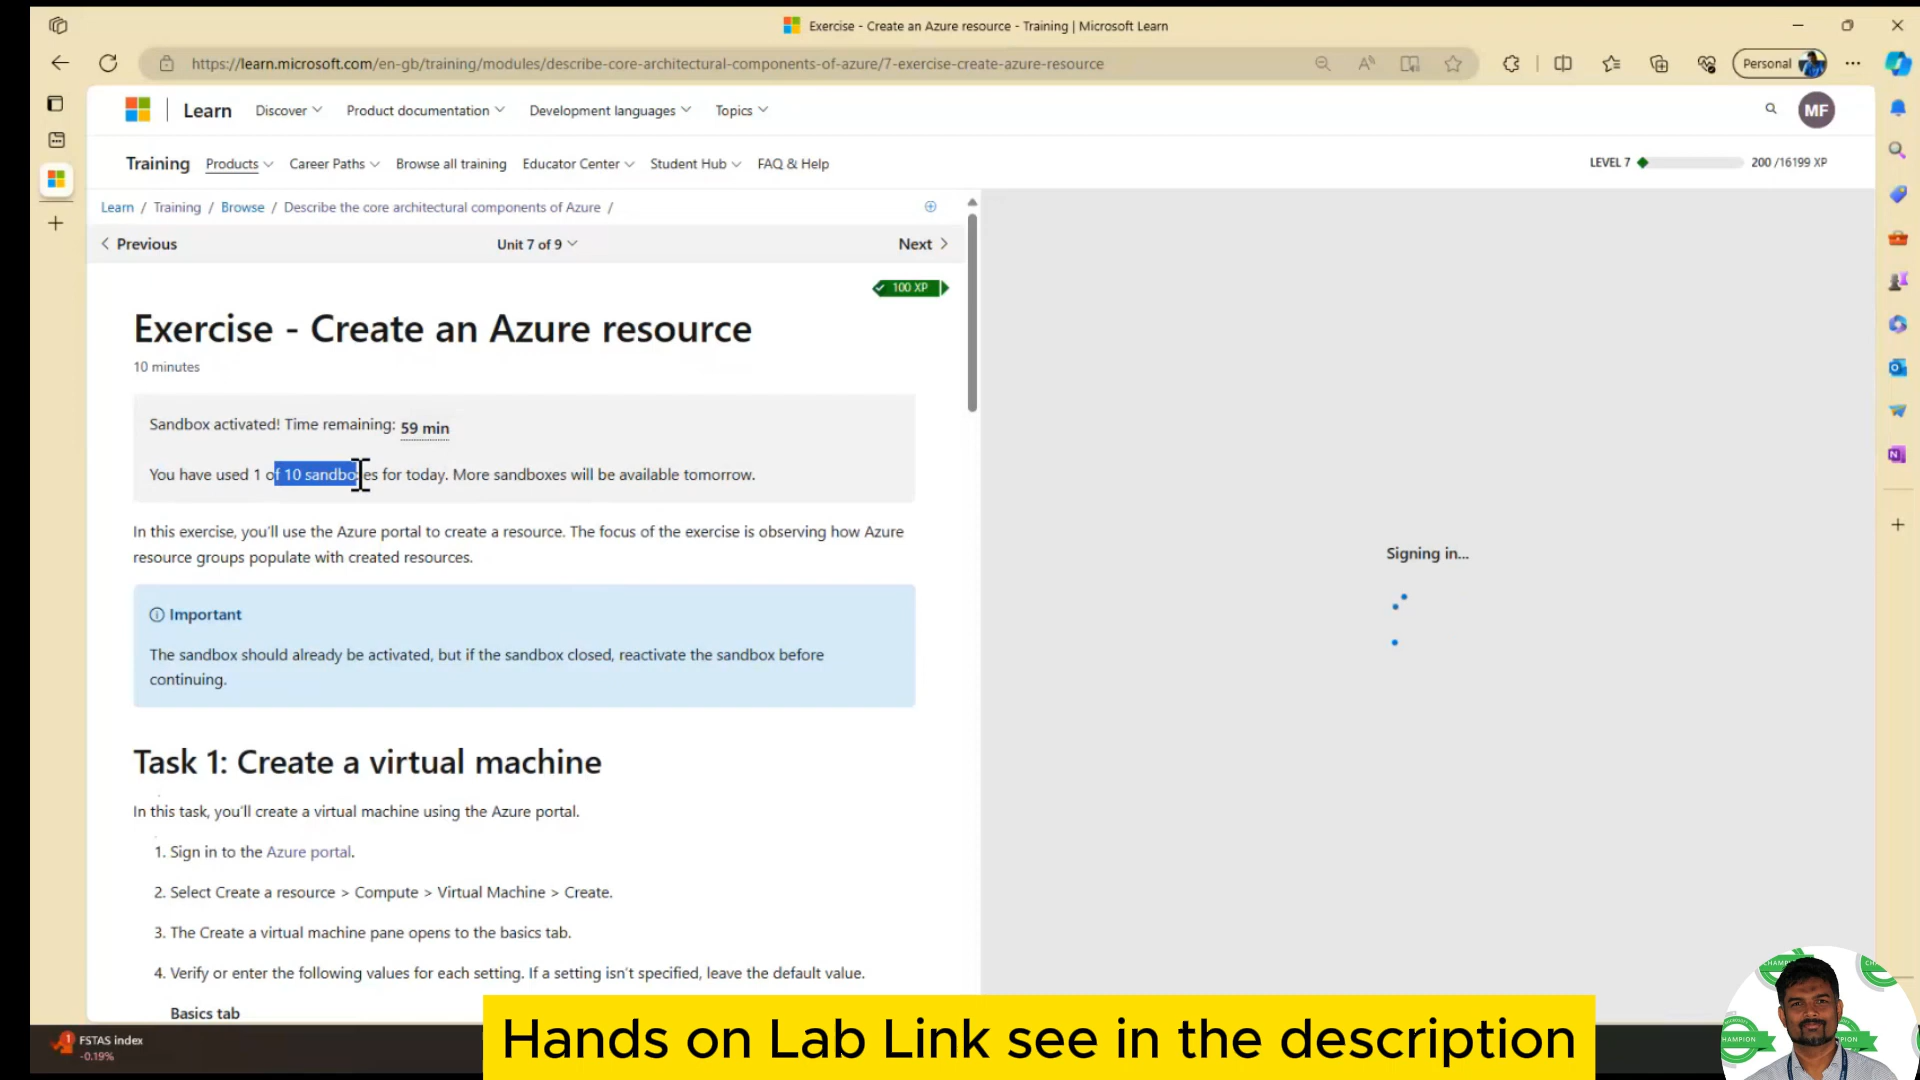 Exercise - Create an Azure resource - Training | Microsoft Learn
https://learn.microsoft.com/en-gb/training/modules/describe-core-architectural-components-of-azure/7-exercise-create-azure-resource
Personal
Learn Discover Product documentation Development languages Topics
MF
Training Products Career Paths Browse all training Educator Center Student Hub FAQ & Help
LEVEL 7 200 /16199 XP
Learn / Training / Browse / Describe the core architectural components of Azure /
Previous Unit 7 of 9 Next
100 XP
Exercise - Create an Azure resource
10 minutes
Sandbox activated! Time remaining: 59 min
You have used 1 of 10 sandboxes for today. More sandboxes will be available tomorrow.
In this exercise, you'll use the Azure portal to create a resource. The focus of the exercise is observing how Azure
resource groups populate with created resources.
Important
The sandbox should already be activated, but if the sandbox closed, reactivate the sandbox before
continuing.
Task 1: Create a virtual machine
In this task, you'll create a virtual machine using the Azure portal.
1. Sign in to the Azure portal.
2. Select Create a resource > Compute > Virtual Machine > Create.
3. The Create a virtual machine pane opens to the basics tab.
4. Verify or enter the following values for each setting. If a setting isn't specified, leave the default value.
Basics tab
Signing in...
1
FSTAS index
-0.19%
Hands on Lab Link see in the description
CHAMPION
CHAMPION